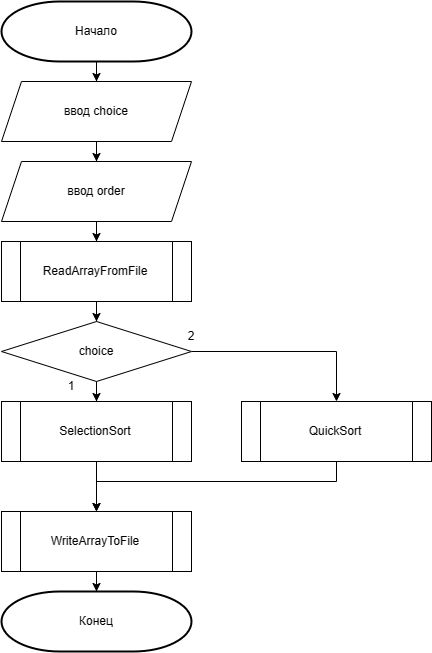 Начало
ввод choice
ввод order
ReadArrayFromFile
choice
2
1
SelectionSort
QuickSort
WriteArrayToFile
Конец